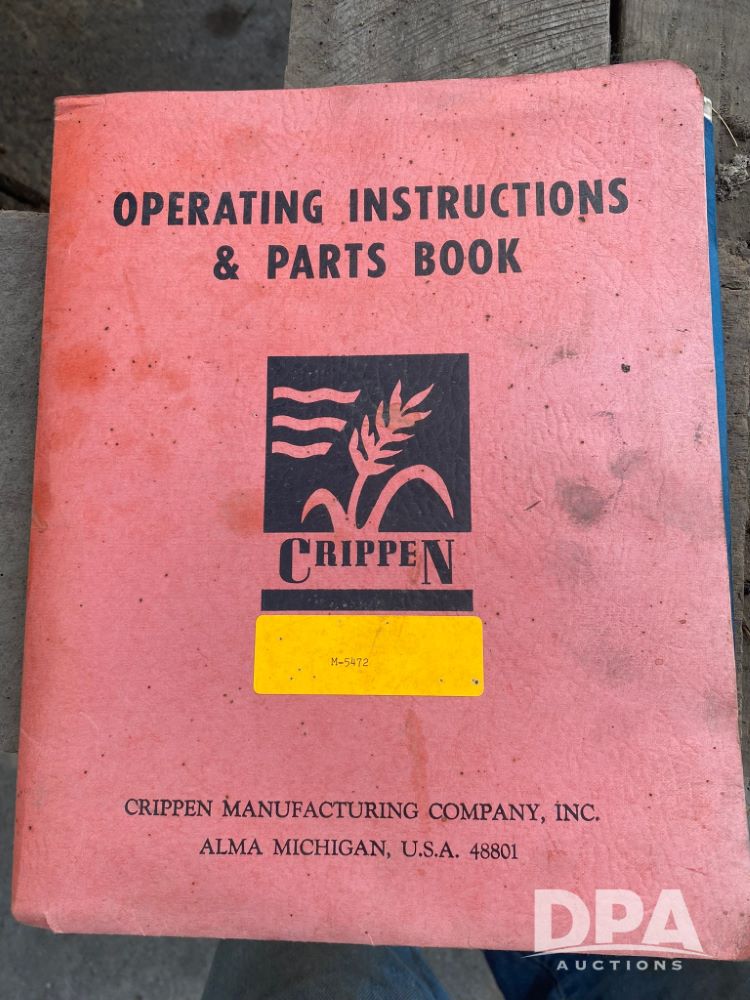 OPERATING INSTRUCTIONS
& PARTS BOOK
CRIPPEN
M-5472
CRIPPEN MANUFACTURING COMPANY, INC.
ALMA MICHIGAN, U.S.A. 48801
DPA
AUCTIONS